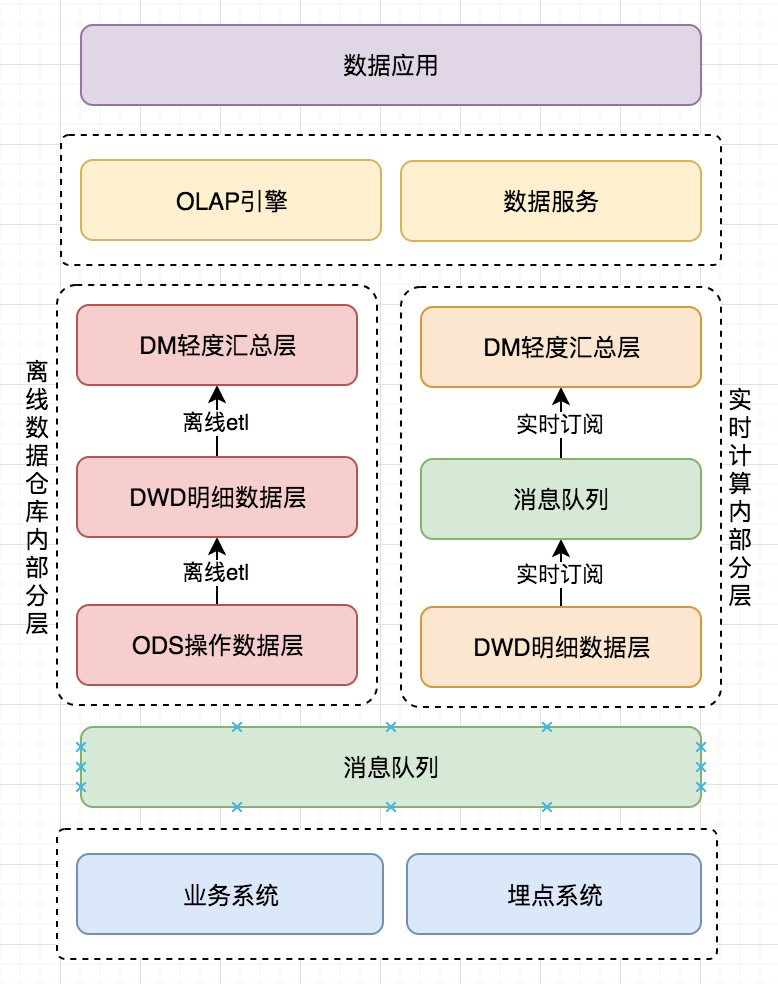 数据应用
OLAP引擎
数据服务
离线数据仓库内部分层
DM轻度汇总层
离线etl
DWD明细数据层
离线etl
ODS操作数据层
DM轻度汇总层
实时订阅
消息队列
实时订阅
DWD明细数据层
实时计算内部分层
消息队列
业务系统
埋点系统